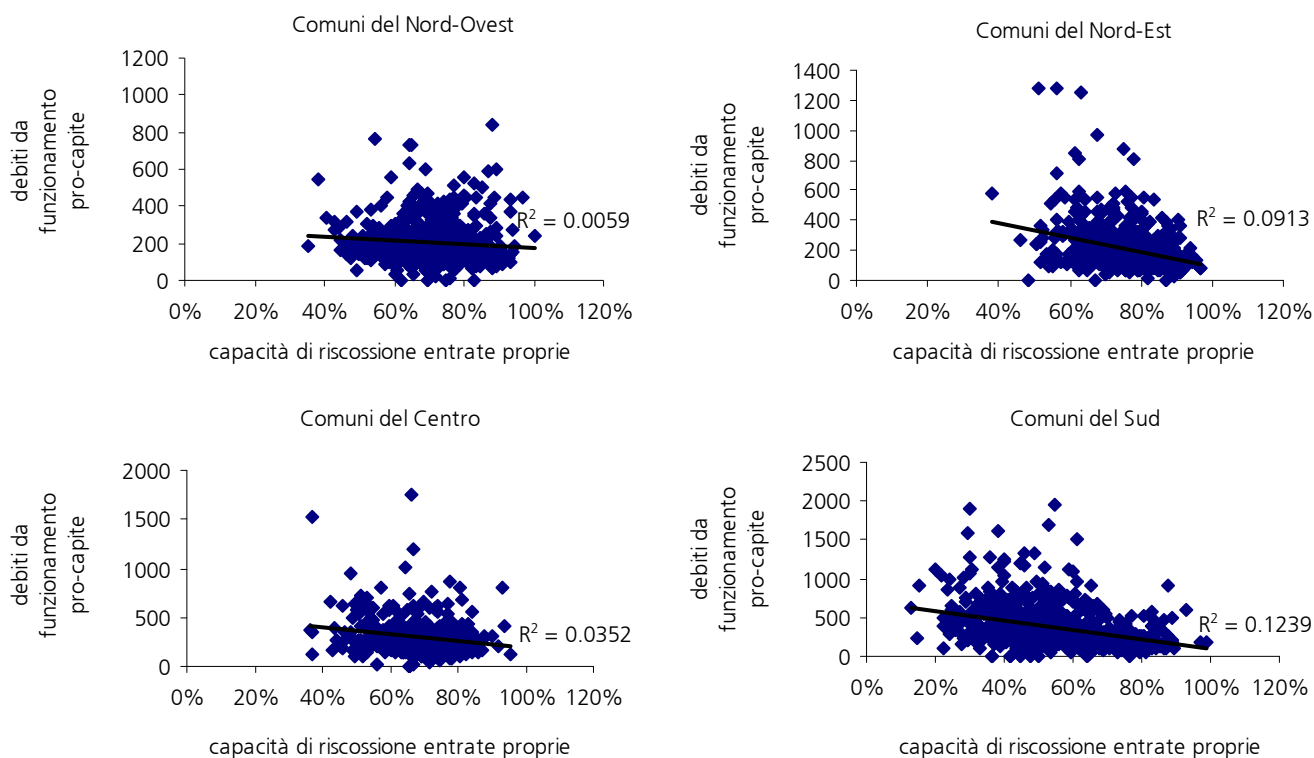 Comuni del Nord-Ovest
debiti da
funzionamento
pro-capite
1200
1000
800
600
400
200
0
R² = 0.0059
0% 20% 40% 60% 80% 100% 120%
capacità di riscossione entrate proprie
Comuni del Nord-Est
debiti da
funzionamento
pro-capite
1400
1200
1000
800
600
400
200
0
R² = 0.0913
0% 20% 40% 60% 80% 100% 120%
capacità di riscossione entrate proprie
Comuni del Centro
debiti da
funzionamento
pro-capite
2000
1500
1000
500
0
R² = 0.0352
0% 20% 40% 60% 80% 100% 120%
capacità di riscossione entrate proprie
Comuni del Sud
debiti da
funzionamento
pro-capite
2500
2000
1500
1000
500
0
R² = 0.1239
0% 20% 40% 60% 80% 100% 120%
capacità di riscossione entrate proprie